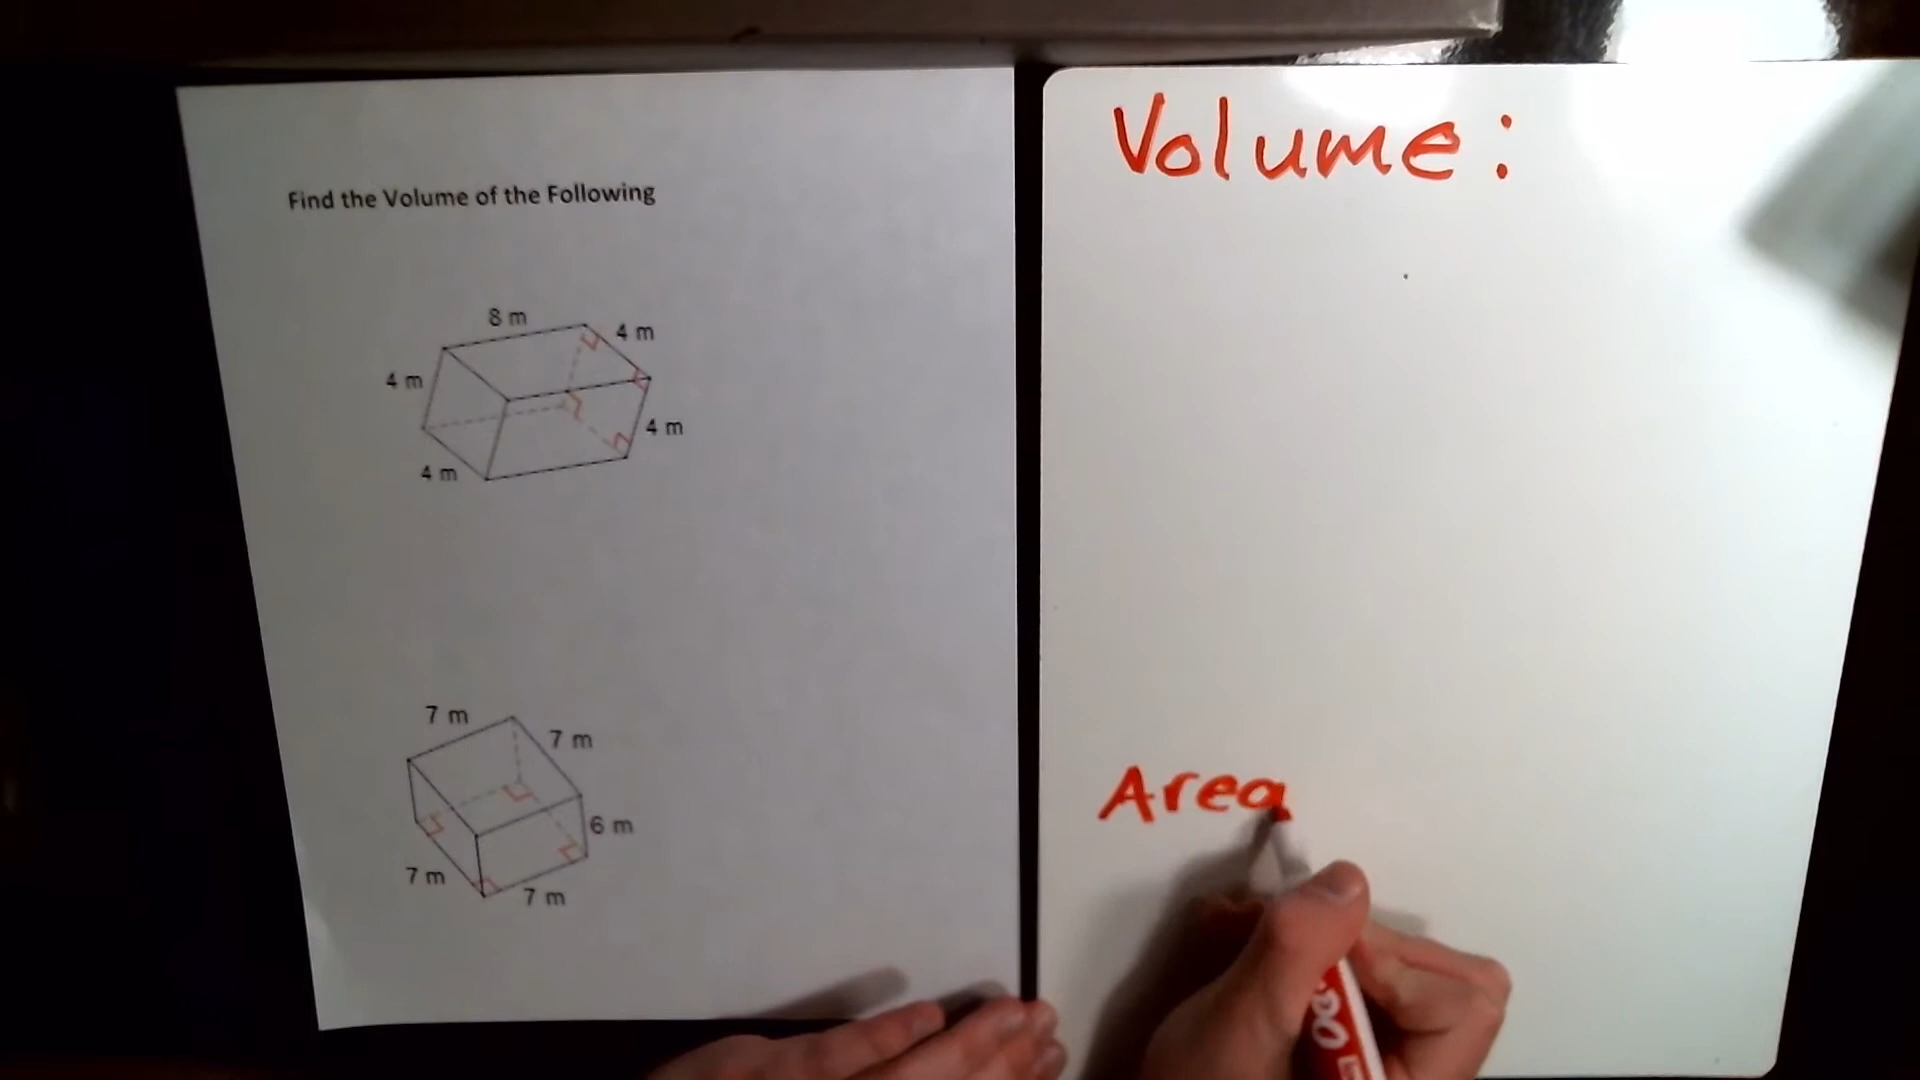 Find the Volume of the Following
8 m
4 m
4 m
4 m
4 m
7 m
7 m
6 m
7 m
7 m
Volume:
Area